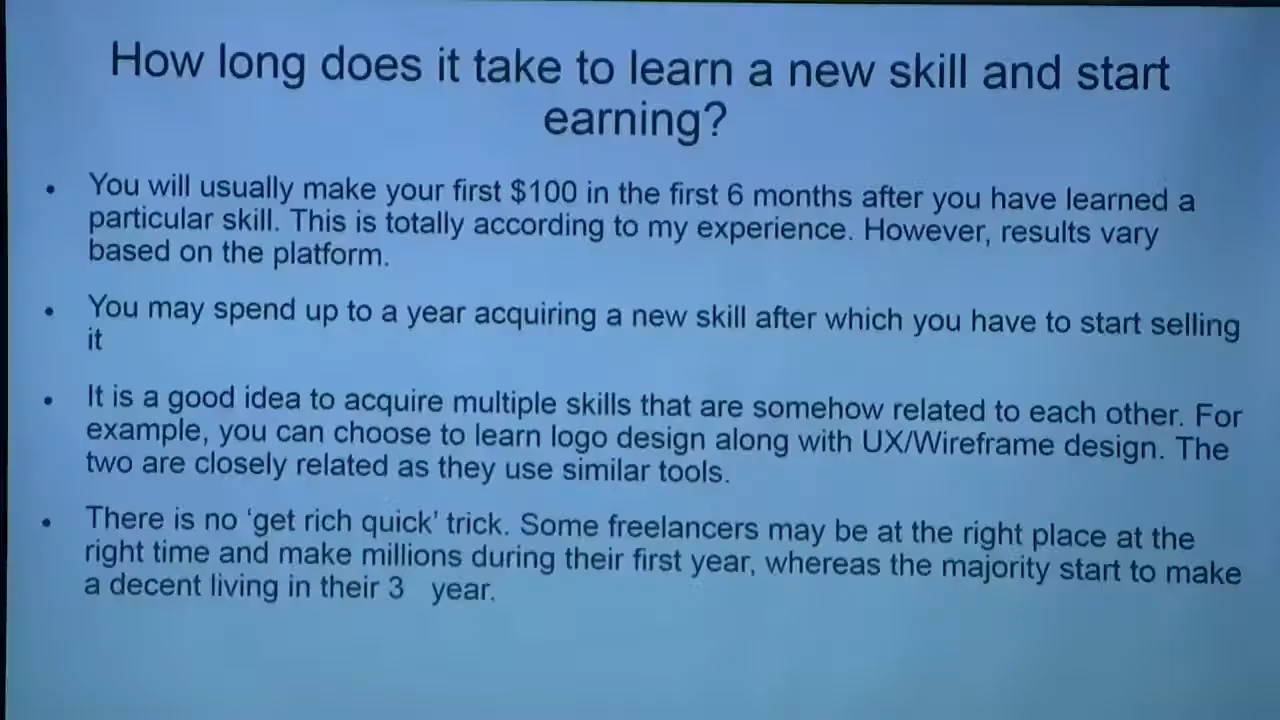 How long does it take to learn a new skill and start
earning?
• You will usually make your first $100 in the first 6 months after you have learned a
particular skill. This is totally according to my experience. However, results vary
based on the platform.
• You may spend up to a year acquiring a new skill after which you have to start selling
it
• It is a good idea to acquire multiple skills that are somehow related to each other. For
example, you can choose to learn logo design along with UX/Wireframe design. The
two are closely related as they use similar tools.
• There is no ‘get rich quick’ trick. Some freelancers may be at the right place at the
right time and make millions during their first year, whereas the majority start to make
a decent living in their 3 year.